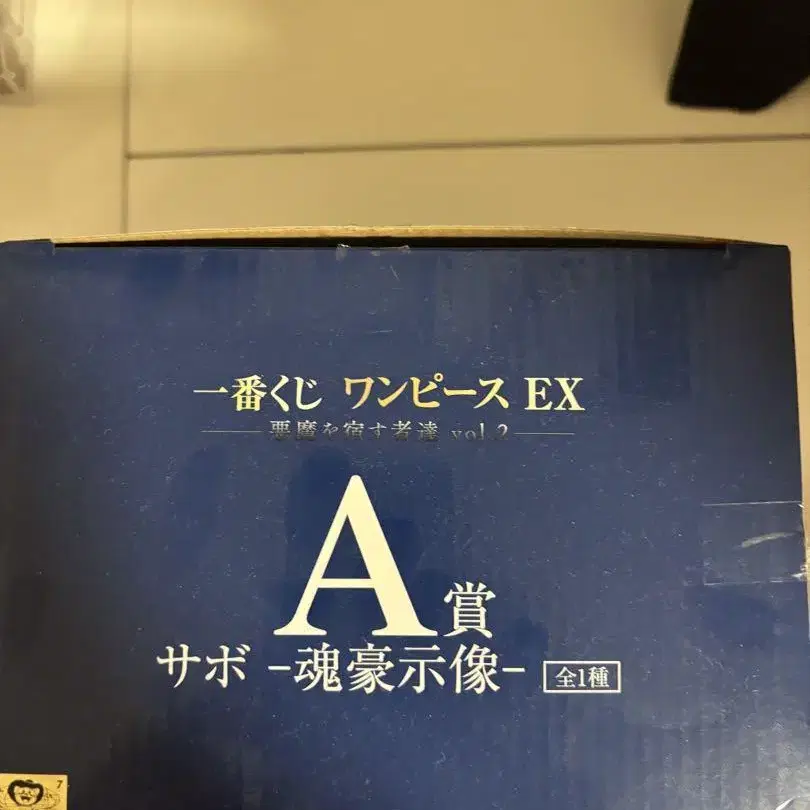 一番くじ ワンピース EX
悪魔を宿す者達 vol.2
A賞
サボ -魂豪示像- 全1種
7